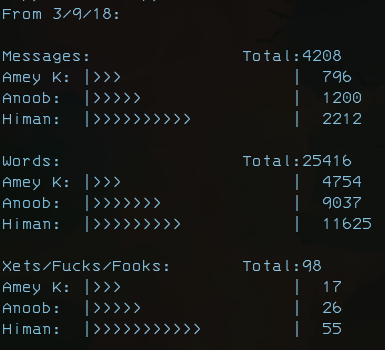 From 3/9/18:
Messages: Total:4208
Amey K: |>>> | 796
Anoob: |>>>>> | 1200
Himan: |>>>>>>>>>> | 2212
Words: Total:25416
Amey K: |>>> | 4754
Anoob: |>>>>>>> | 9037
Himan: |>>>>>>>>> | 11625
Xets/Fucks/Fooks: Total:98
Amey K: |>>> | 17
Anoob: |>>>>> | 26
Himan: |>>>>>>>>>>> | 55